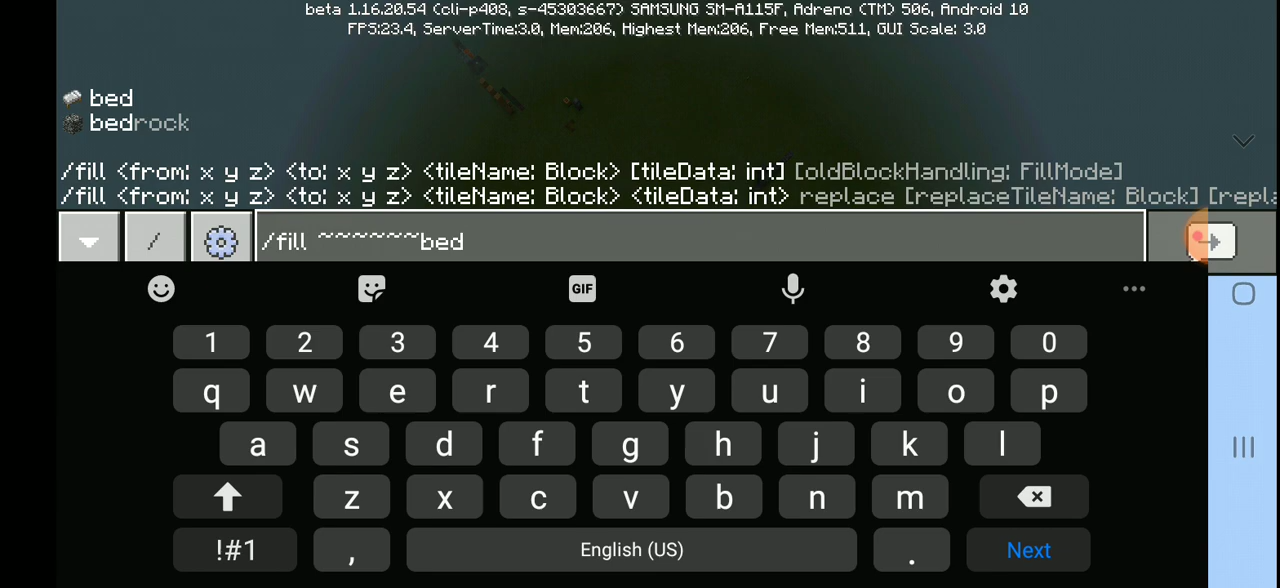 beta 1.16.20.54 (cli-p408, s-45303667) SAMSUNG SM-A115F, Adreno (TM) 506, Android 10
FPS:23.4, ServerTime:3.0, Mem:206, Highest Mem:206, Free Mem:511, GUI Scale: 3.0
bed
bedrock
/fill <from: x y z> <to: x y z> <tileName: Block> [tileData: int] [oldBlockHandling: FillMode]
/fill <from: x y z> <to: x y z> <tileName: Block> <tileData: int> replace [replaceTileName: Block] [repla
/ /fill ~~~~~~bed
GIF
1 2 3 4 5 6 7 8 9 0
q w e r t y u i o p
a s d f g h j k l
z x c v b n m
!#1 , English (US) . Next